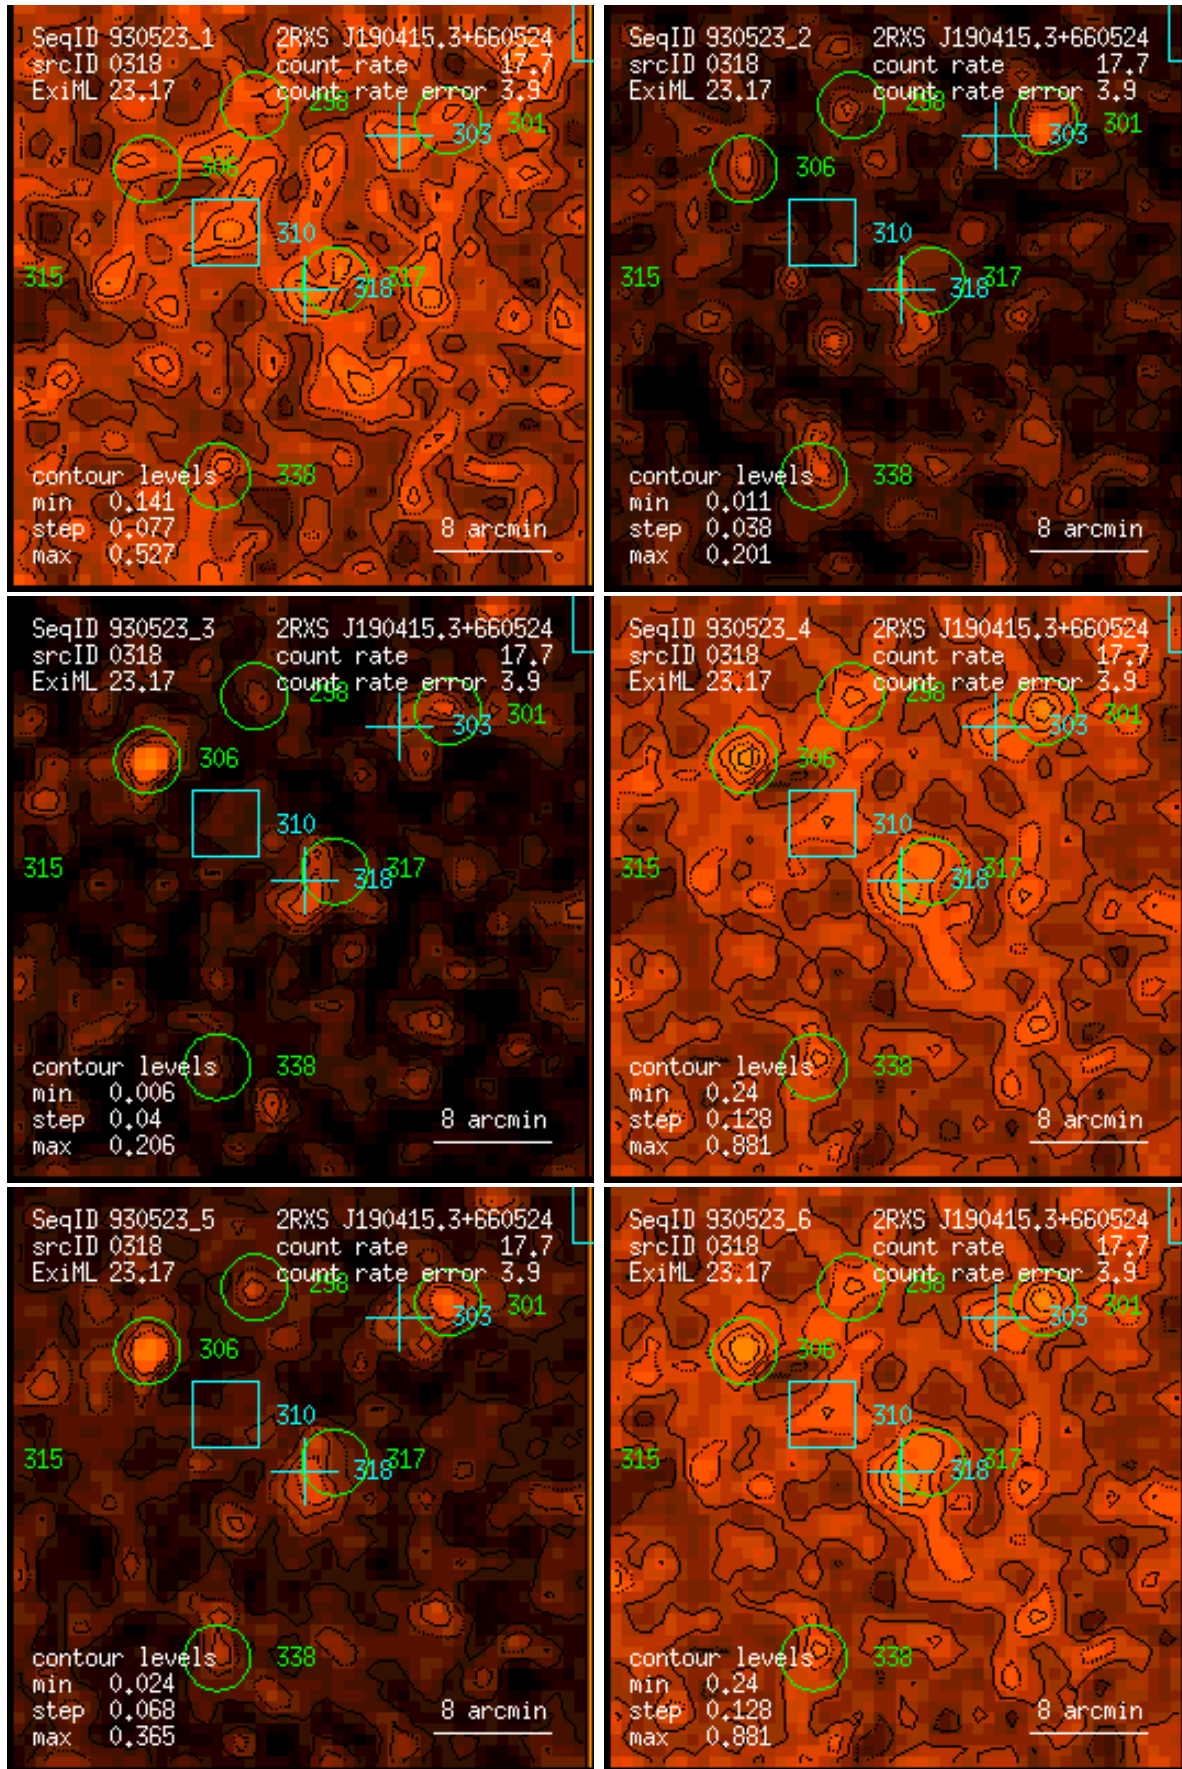 SeqID 930523_1 2RXS J190415.3+660524
srcID 0318 count rate 17.7
ExiML 23.17 count rate error 3.9
298
303 301
306
310
315 318 317
338
contour levels
min 0.141
step 0.077
max 0.527
8 arcmin
SeqID 930523_2 2RXS J190415.3+660524
srcID 0318 count rate 17.7
ExiML 23.17 count rate error 3.9
298
303 301
306
310
315 318 317
338
contour levels
min 0.011
step 0.038
max 0.201
8 arcmin
SeqID 930523_3 2RXS J190415.3+660524
srcID 0318 count rate 17.7
ExiML 23.17 count rate error 3.9
298
303 301
306
310
315 318 317
338
contour levels
min 0.006
step 0.04
max 0.206
8 arcmin
SeqID 930523_4 2RXS J190415.3+660524
srcID 0318 count rate 17.7
ExiML 23.17 count rate error 3.9
298
303 301
306
310
315 318 317
338
contour levels
min 0.24
step 0.128
max 0.881
8 arcmin
SeqID 930523_5 2RXS J190415.3+660524
srcID 0318 count rate 17.7
ExiML 23.17 count rate error 3.9
298
303 301
306
310
315 318 317
338
contour levels
min 0.024
step 0.068
max 0.365
8 arcmin
SeqID 930523_6 2RXS J190415.3+660524
srcID 0318 count rate 17.7
ExiML 23.17 count rate error 3.9
298
303 301
306
310
315 318 317
338
contour levels
min 0.24
step 0.128
max 0.881
8 arcmin